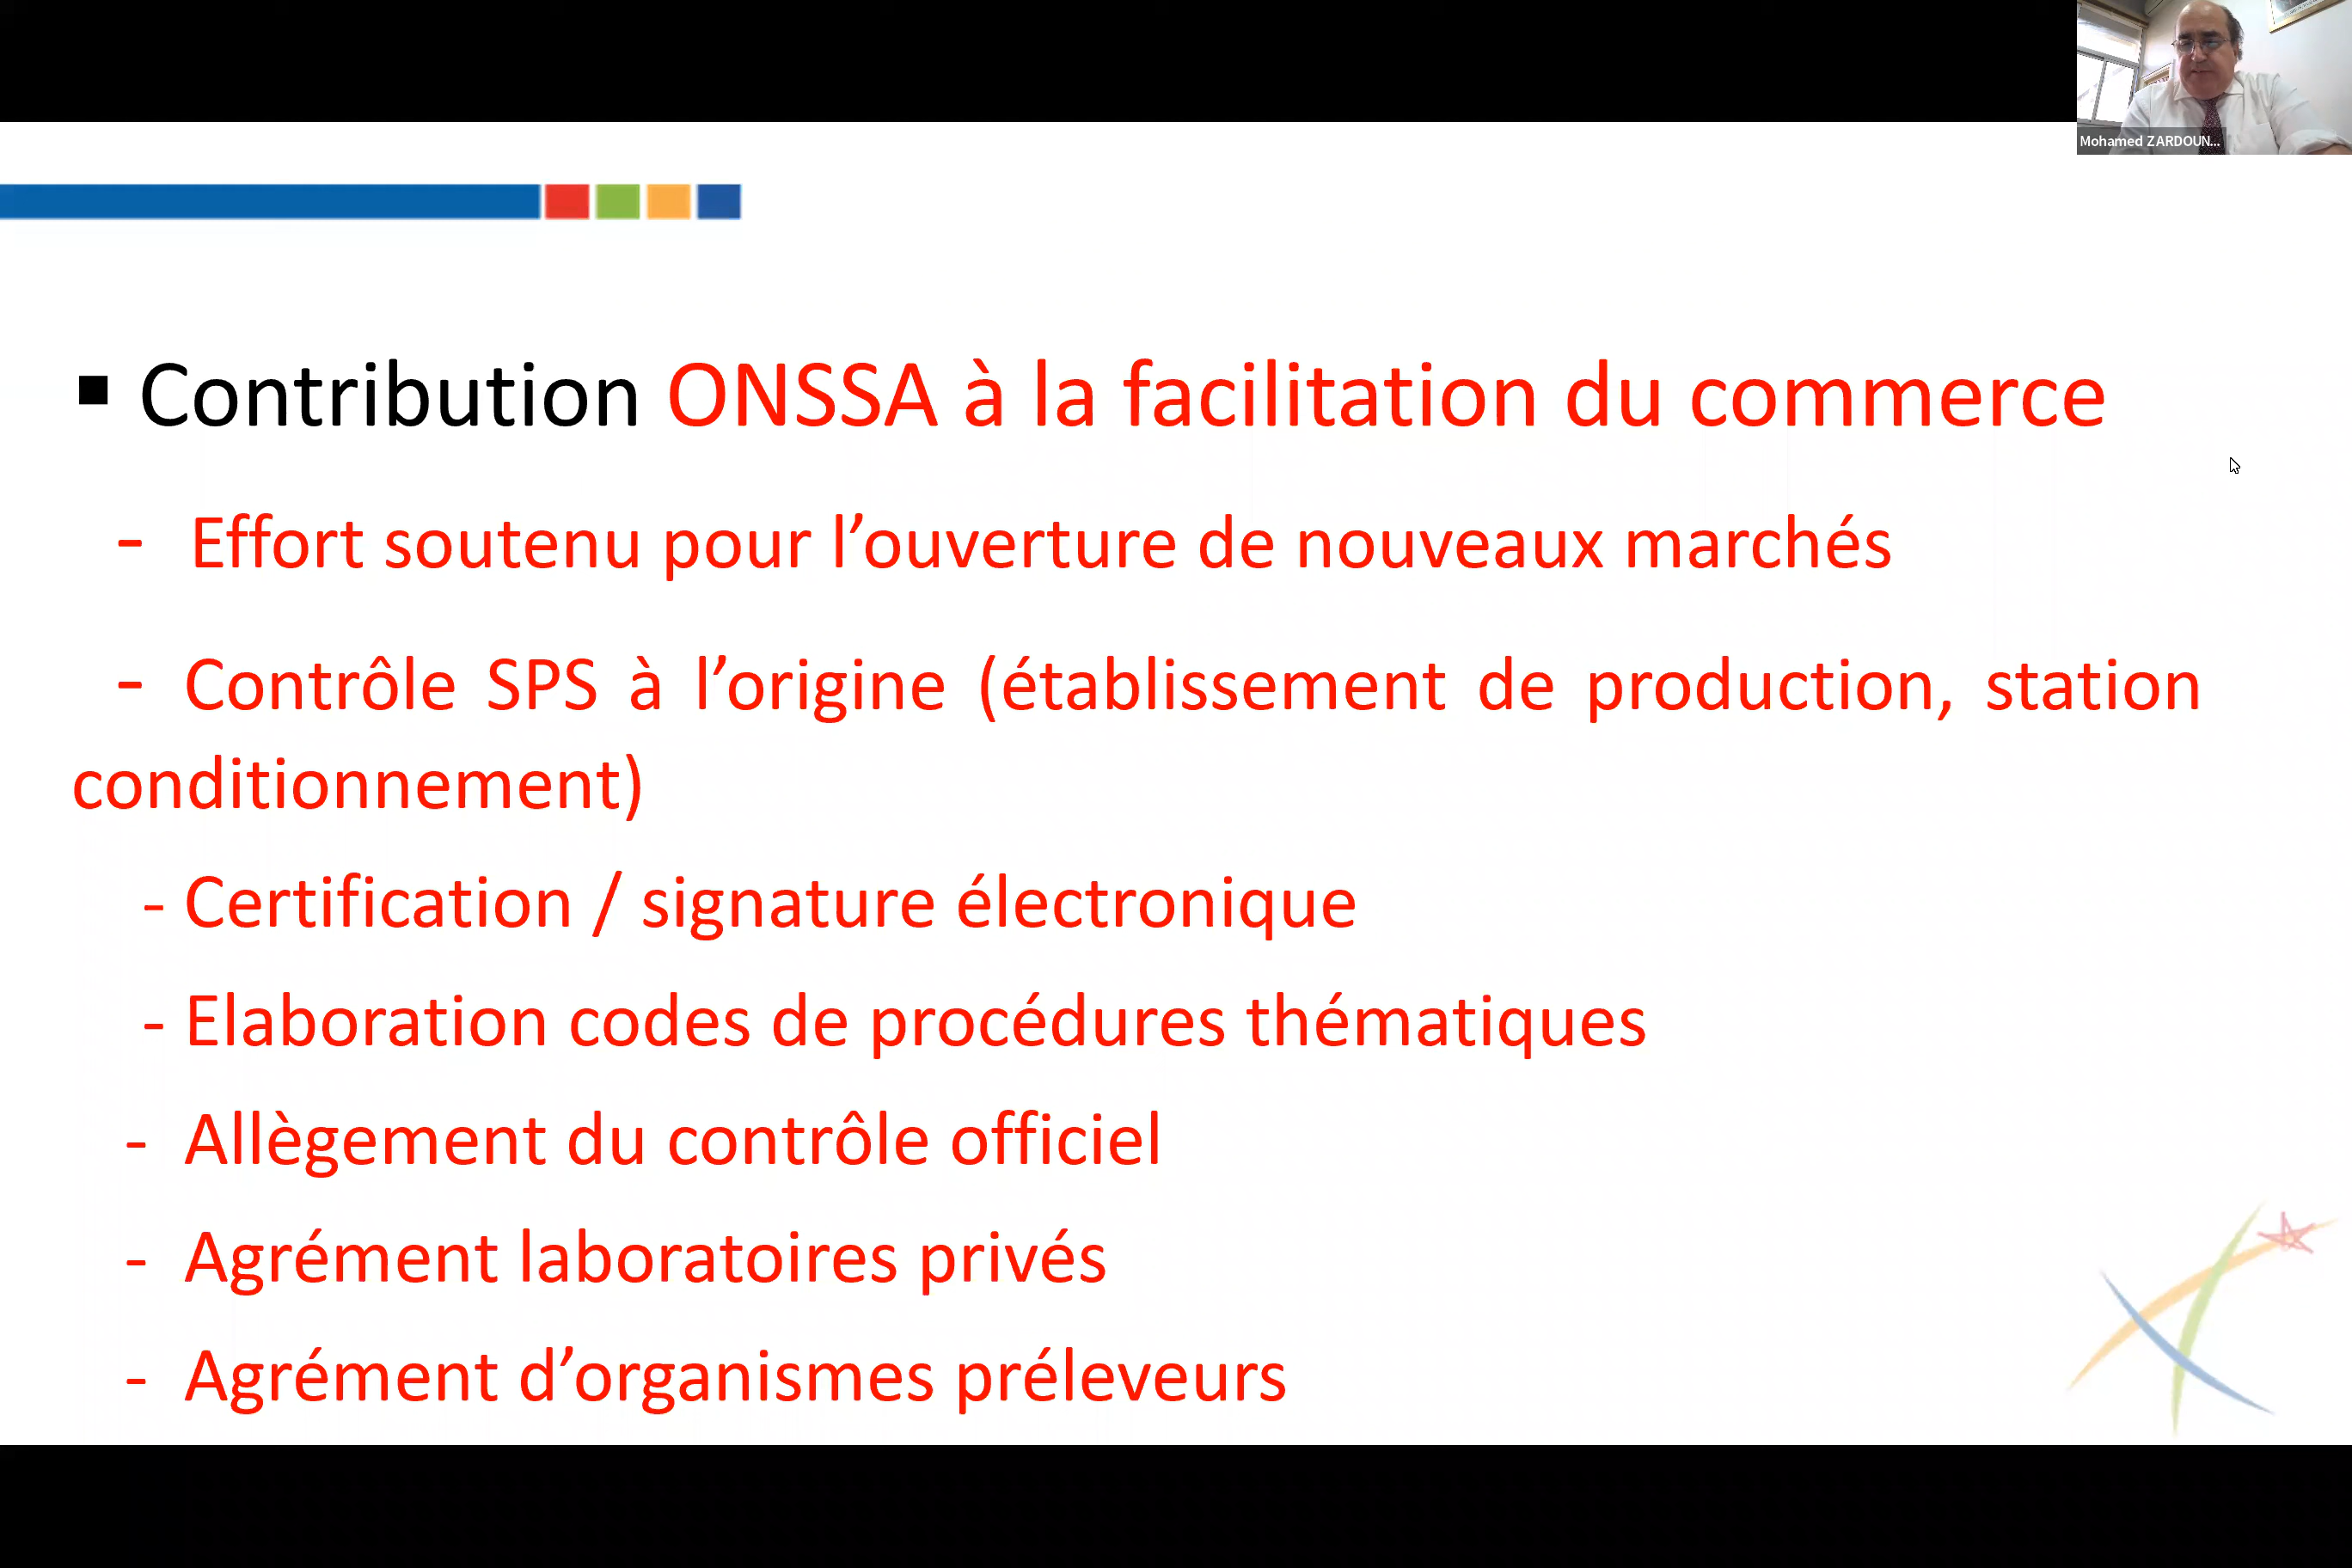 Mohamed ZARDOUN...
▪ Contribution ONSSA à la facilitation du commerce
- Effort soutenu pour l’ouverture de nouveaux marchés
- Contrôle SPS à l’origine (établissement de production, station
conditionnement)
- Certification / signature électronique
- Elaboration codes de procédures thématiques
- Allègement du contrôle officiel
- Agrément laboratoires privés
- Agrément d’organismes préleveurs